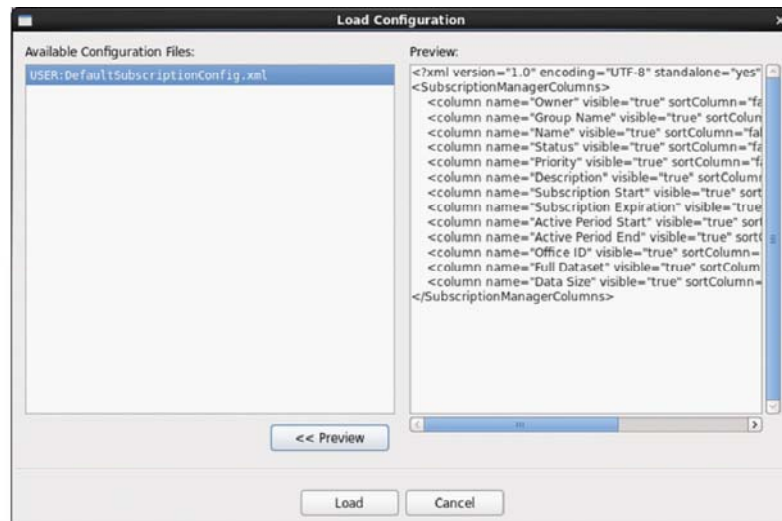 Load Configuration
Available Configuration Files:
USER:DefaultSubscriptionConfig.xml
<< Preview
Preview:
<?xml version="1.0" encoding="UTF-8" standalone="yes"
<SubscriptionManagerColumns>
<column name="Owner" visible="true" sortColumn="fa
<column name="Group Name" visible="true" sortColum
<column name="Name" visible="true" sortColumn="fal
<column name="Status" visible="true" sortColumn="fa
<column name="Priority" visible="true" sortColumn="fa
<column name="Description" visible="true" sortColumn
<column name="Subscription Start" visible="true" sort
<column name="Subscription Expiration" visible="true
<column name="Active Period Start" visible="true" sort
<column name="Active Period End" visible="true" sortC
<column name="Office ID" visible="true" sortColumn=
<column name="Full Dataset" visible="true" sortColum
<column name="Data Size" visible="true" sortColumn=
</SubscriptionManagerColumns>
Load
Cancel